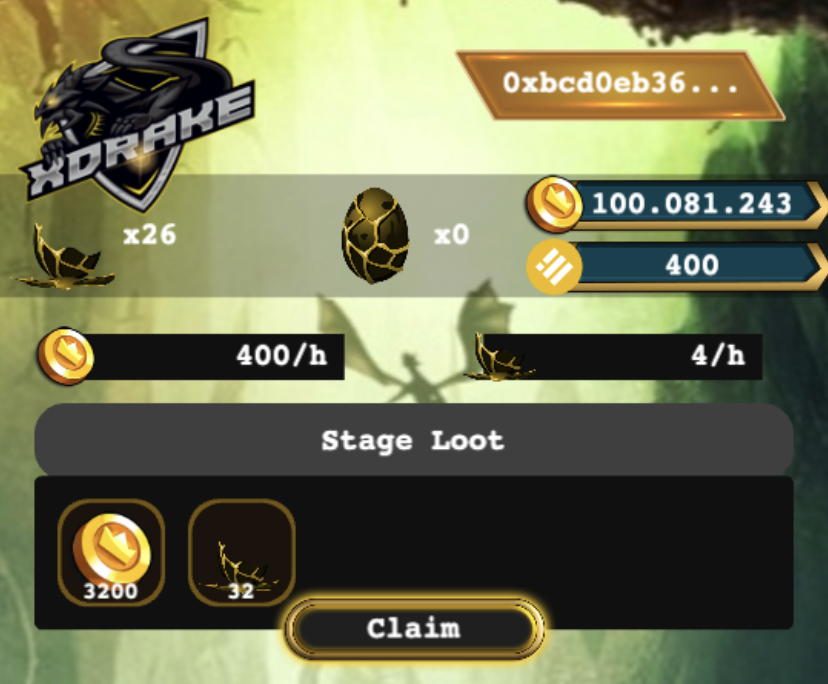 XDRAKE
0xbcd0eb36...
x26
x0
100.081.243
400
400/h
4/h
Stage Loot
3200
32
Claim